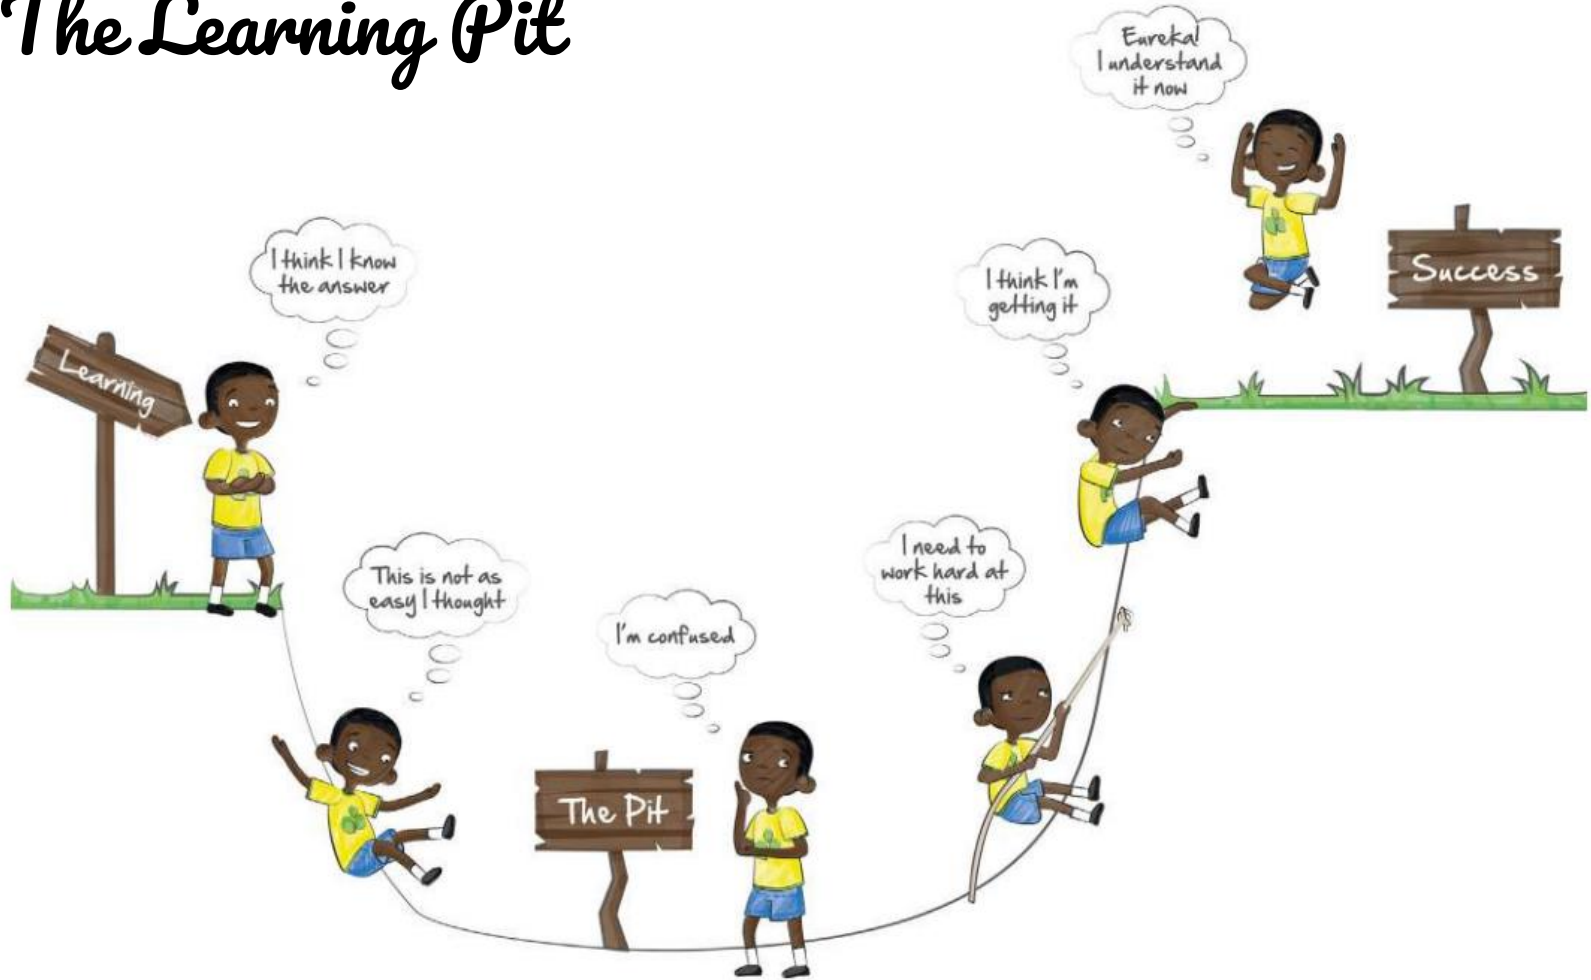 The Learning Pit
Learning
I think I know
the answer
This is not as
easy I thought
The Pit
I'm confused
I need to
work hard at
this
I think I'm
getting it
Eureka!
I understand
it now
Success